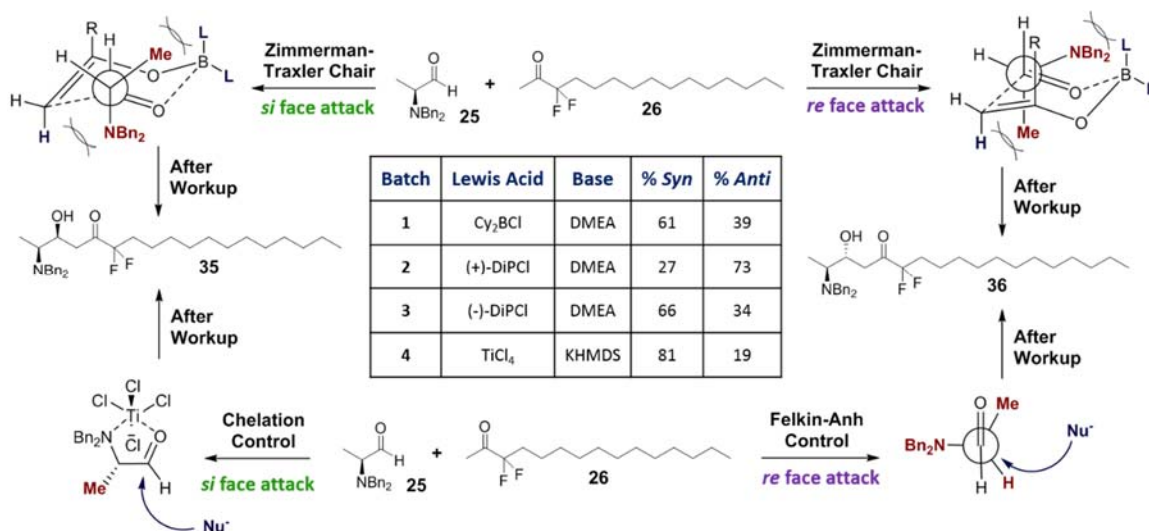 R
H
H
Me
O
B
L
L
O
H
H
NBn2
Zimmerman-
Traxler Chair
si face attack
O
H
NBn2
25
+
O
F
F
26
Zimmerman-
Traxler Chair
re face attack
H
H
R
NBn2
L
B
L
O
O
H
H
Me
After
Workup
Batch Lewis Acid Base % Syn % Anti
1 Cy2BCl DMEA 61 39
2 (+)-DiPCl DMEA 27 73
3 (-)-DiPCl DMEA 66 34
4 TiCl4 KHMDS 81 19
After
Workup
OH
O
NBn2
F
F
35
OH
O
NBn2
F
F
36
After
Workup
After
Workup
Cl
Cl
Cl
Ti
Bn2N
Cl
O
Me
H
Nu-
Chelation
Control
si face attack
O
H
NBn2
25
+
O
F
F
26
Felkin-Anh
Control
re face attack
O
Me
Bn2N
Nu-
H
H